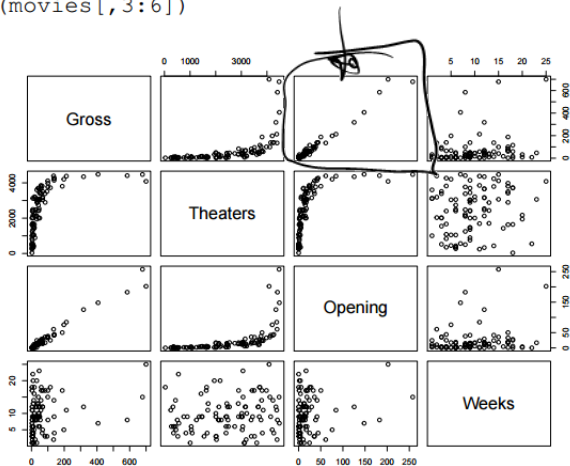 (movies[,3:6])
0 1000 3000
5 10 15 20 25
Gross
0 200 400 600
0 2000 4000
Theaters
Opening
0 50 150 250
5 10 20
Weeks
0 200 400 600
0 50 100 150 200 250